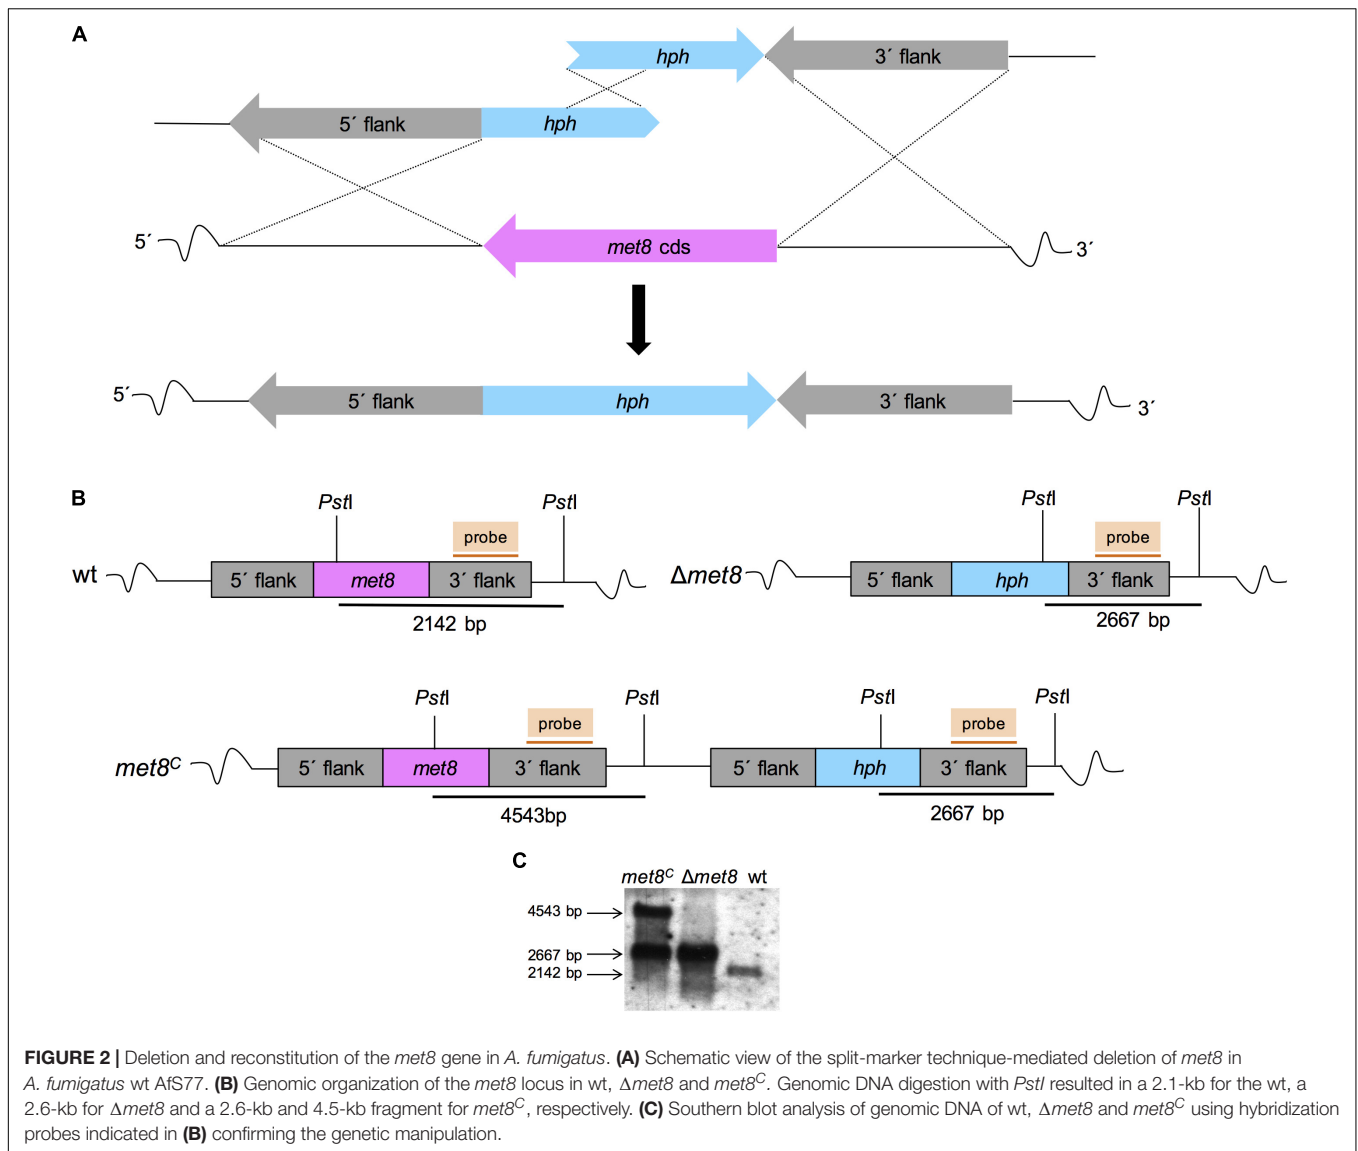 A
hph
3´ flank
5´ flank
hph
5´
met8 cds
3´
5´
5´ flank
hph
3´ flank
3´
B
PstI
PstI
probe
wt
5´ flank
met8
3´ flank
2142 bp
PstI
PstI
probe
Δmet8
5´ flank
hph
3´ flank
2667 bp
PstI
PstI
PstI
PstI
probe
probe
met8C
5´ flank
met8
3´ flank
5´ flank
hph
3´ flank
4543bp
2667 bp
C
met8C Δmet8 wt
4543 bp
2667 bp
2142 bp
FIGURE 2 | Deletion and reconstitution of the met8 gene in A. fumigatus. (A) Schematic view of the split-marker technique-mediated deletion of met8 in
A. fumigatus wt AfS77. (B) Genomic organization of the met8 locus in wt, Δmet8 and met8C. Genomic DNA digestion with PstI resulted in a 2.1-kb for the wt, a
2.6-kb for Δmet8 and a 2.6-kb and 4.5-kb fragment for met8C, respectively. (C) Southern blot analysis of genomic DNA of wt, Δmet8 and met8C using hybridization
probes indicated in (B) confirming the genetic manipulation.